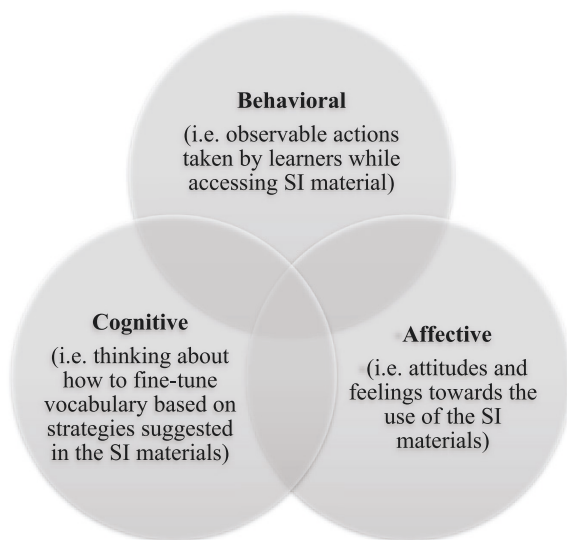 Behavioral
(i.e. observable actions
taken by learners while
accessing SI material)
Cognitive
(i.e. thinking about
how to fine-tune
vocabulary based on
strategies suggested
in the SI materials)
Affective
(i.e. attitudes and
feelings towards the
use of the SI
materials)